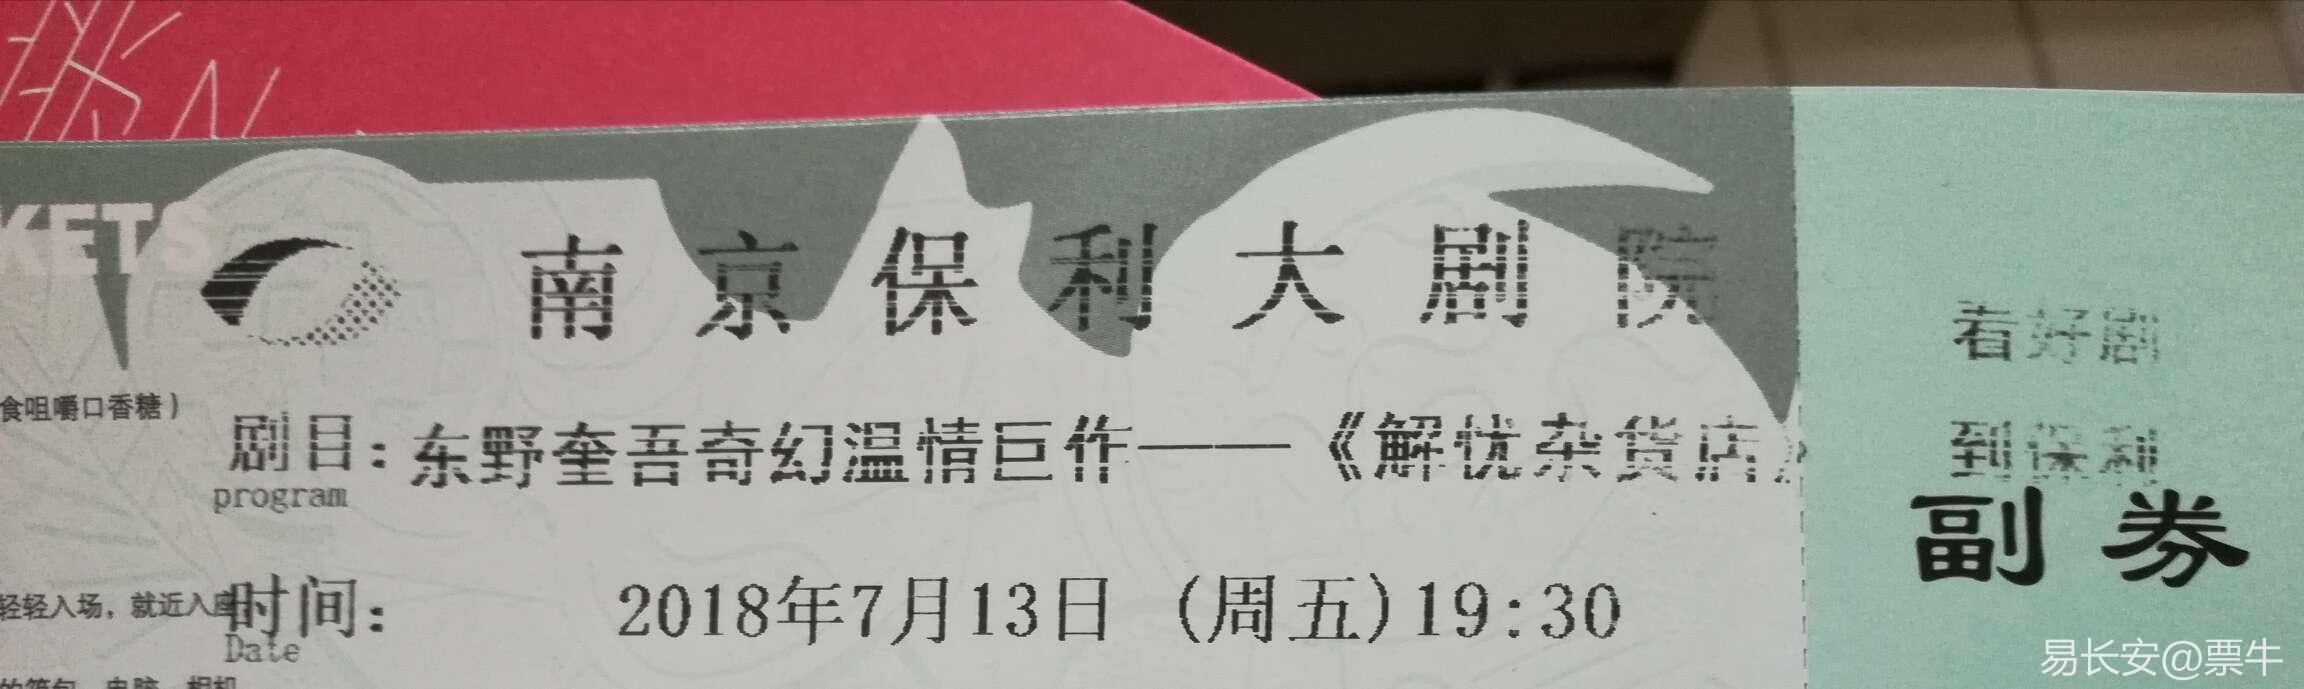 KETS
南京保利大剧院
食咀嚼口香糖）
剧目：东野奎吾奇幻温情巨作——《解忧杂货店》
program
轻轻入场，就近入座
时间：2018年7月13日（周五）19:30
Date
看好剧
到保利
副券
易长安@票牛